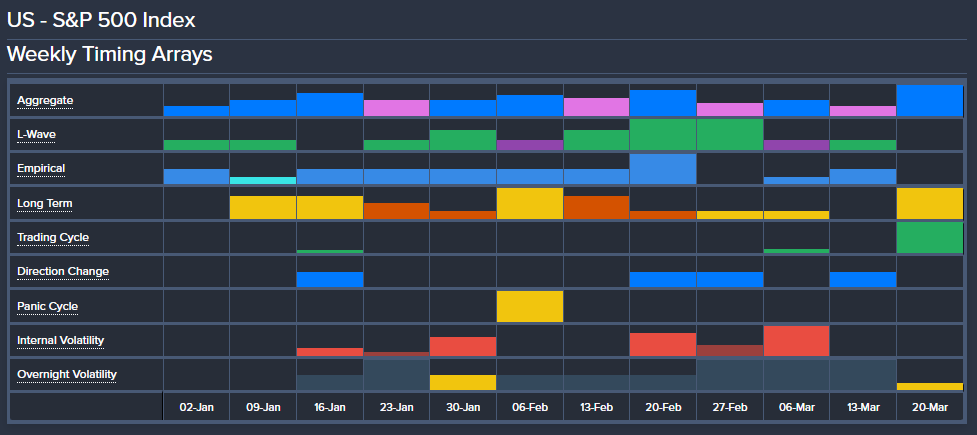 US - S&P 500 Index
Weekly Timing Arrays
Aggregate
L-Wave
Empirical
Long Term
Trading Cycle
Direction Change
Panic Cycle
Internal Volatility
Overnight Volatility
02-Jan 09-Jan 16-Jan 23-Jan 30-Jan 06-Feb 13-Feb 20-Feb 27-Feb 06-Mar 13-Mar 20-Mar